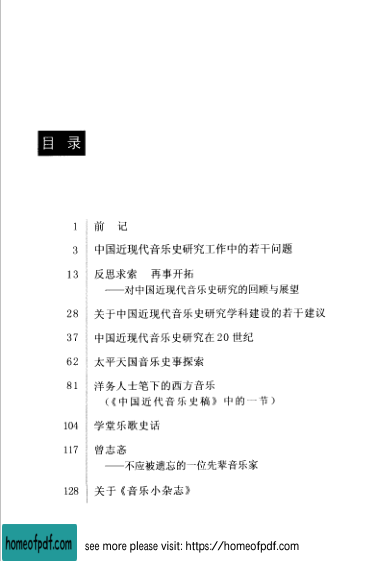 目 录
1 前 记
3 中国近现代音乐史研究工作中的若干问题
13 反思求索 再事开拓
——对中国近现代音乐史研究的回顾与展望
28 关于中国近现代音乐史研究学科建设的若干建议
37 中国近现代音乐史研究在20世纪
62 太平天国音乐史事探索
81 洋务人士笔下的西方音乐
(《中国近代音乐史稿》中的一节)
104 学堂乐歌史话
117 曾志忞
——不应被遗忘的一位先辈音乐家
128 关于《音乐小杂志》
homeofpdf.com see more please visit: https://homeofpdf.com